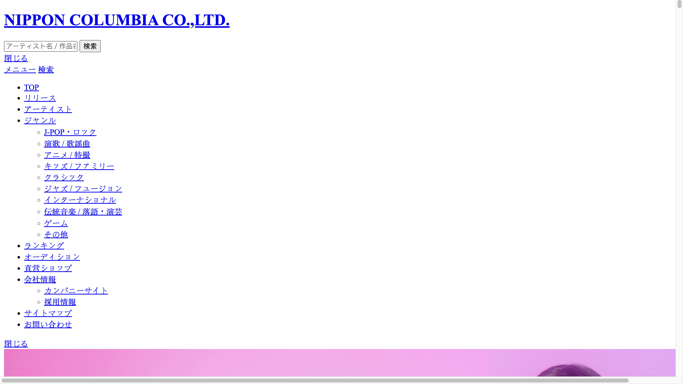 NIPPON COLUMBIA CO.,LTD.
アーティスト名 / 作品名 検索
閉じる
メニュー 検索
TOP
リリース
アーティスト
ジャンル
J-POP・ロック
演歌 / 歌謡曲
アニメ / 特撮
キッズ / ファミリー
クラシック
ジャズ / フュージョン
インターナショナル
伝統音楽 / 落語・演芸
ゲーム
その他
ランキング
オーディション
直営ショップ
会社情報
カンパニーサイト
採用情報
サイトマップ
お問い合わせ
閉じる